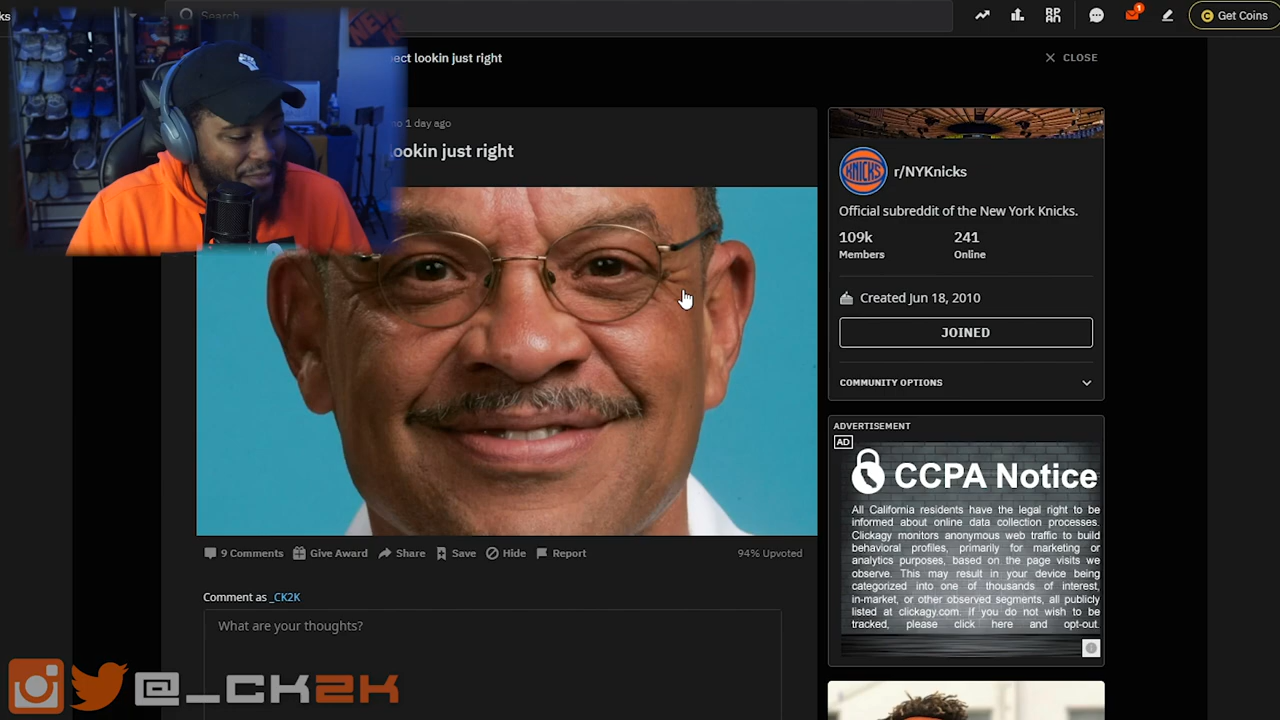 ks
Search
1
Get Coins
ect lookin just right
CLOSE
no 1 day ago
lookin just right
KNICKS
r/NYKnicks
Official subreddit of the New York Knicks.
109k
241
Members
Online
Created Jun 18, 2010
JOINED
COMMUNITY OPTIONS
ADVERTISEMENT
AD
CCPA Notice
All California residents have the legal right to be
informed about online data collection processes.
Clickagy monitors anonymous web traffic to build
behavioral profiles, primarily for marketing or
analytics purposes, based on the page visits we
observe. This may result in your device being
categorized into one of thousands of interest,
in-market, or other observed segments, all publicly
listed at clickagy.com. If you do not wish to be
tracked, please click here and opt-out.
9 Comments
Give Award
Share
Save
Hide
Report
94% Upvoted
Comment as _CK2K
What are your thoughts?
@_CK2K